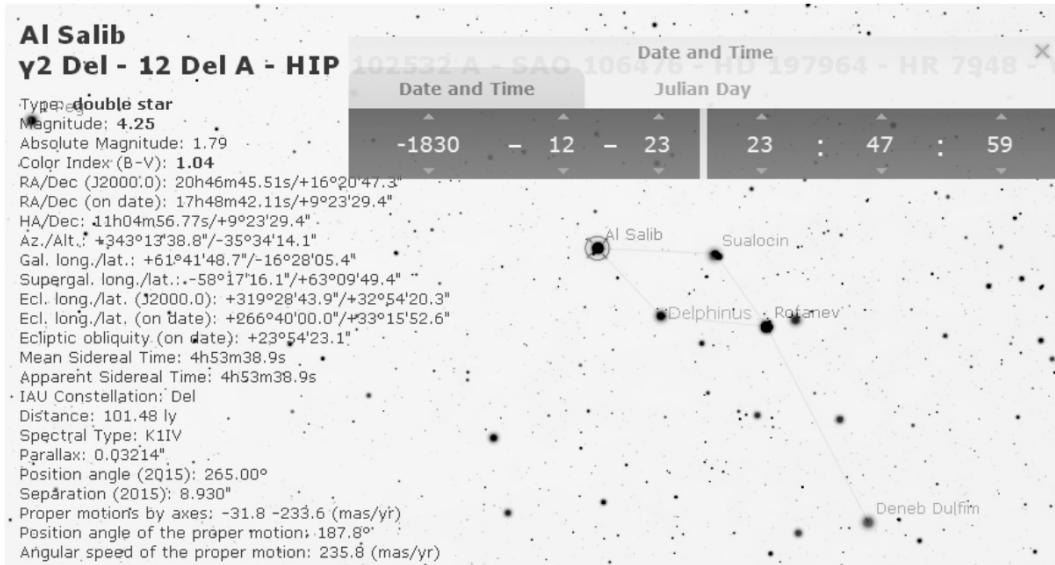 Al Salib
γ2 Del - 12 Del A - HIP 102532 A - SAO 106476 - HD 197964 - HR 7948 -
Date and Time
Date and Time Julian Day
-1830 - 12 - 23 23 : 47 : 59
Type: double star
Peg
Magnitude: 4.25
Absolute Magnitude: 1.79
Color Index (B-V): 1.04
RA/Dec (J2000.0): 20h46m45.51s/+16°20'47.3"
RA/Dec (on date): 17h48m42.11s/+9°23'29.4"
HA/Dec: 11h04m56.77s/+9°23'29.4"
Az./Alt.: +343°13'38.8"/-35°34'14.1"
Gal. long./lat.: +61°41'48.7"/-16°28'05.4"
Supergal. long./lat.: -58°17'16.1"/+63°09'49.4"
Ecl. long./lat. (J2000.0): +319°28'43.9"/+32°54'20.3"
Ecl. long./lat. (on date): +266°40'00.0"/+33°15'52.6"
Ecliptic obliquity (on date): +23°54'23.1"
Mean Sidereal Time: 4h53m38.9s
Apparent Sidereal Time: 4h53m38.9s
IAU Constellation: Del
Distance: 101.48 ly
Spectral Type: K1IV
Parallax: 0.03214"
Position angle (2015): 265.00°
Separation (2015): 8.930"
Proper motions by axes: -31.8 -233.6 (mas/yr)
Position angle of the proper motion: 187.8°
Angular speed of the proper motion: 235.8 (mas/yr)
Al Salib
Sualocin
Delphinus
Rotanev
Deneb Dulfim